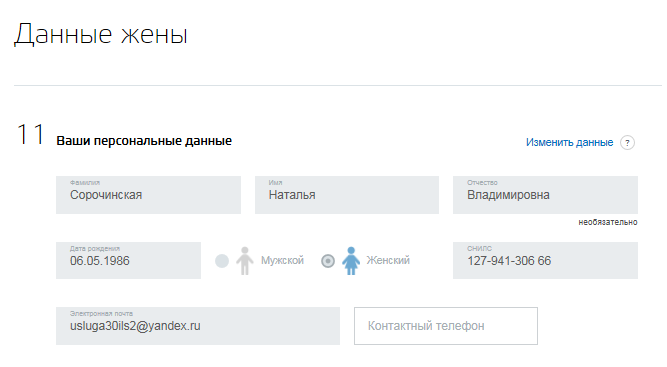 Данные жены
11 Ваши персональные данные Изменить данные ?
Фамилия Имя Отчество
Сорочинская Наталья Владимировна
необязательно
Дата рождения СНИЛС
06.05.1986 Мужской Женский 127-941-306 66
Электронная почта
usluga30ils2@yandex.ru Контактный телефон